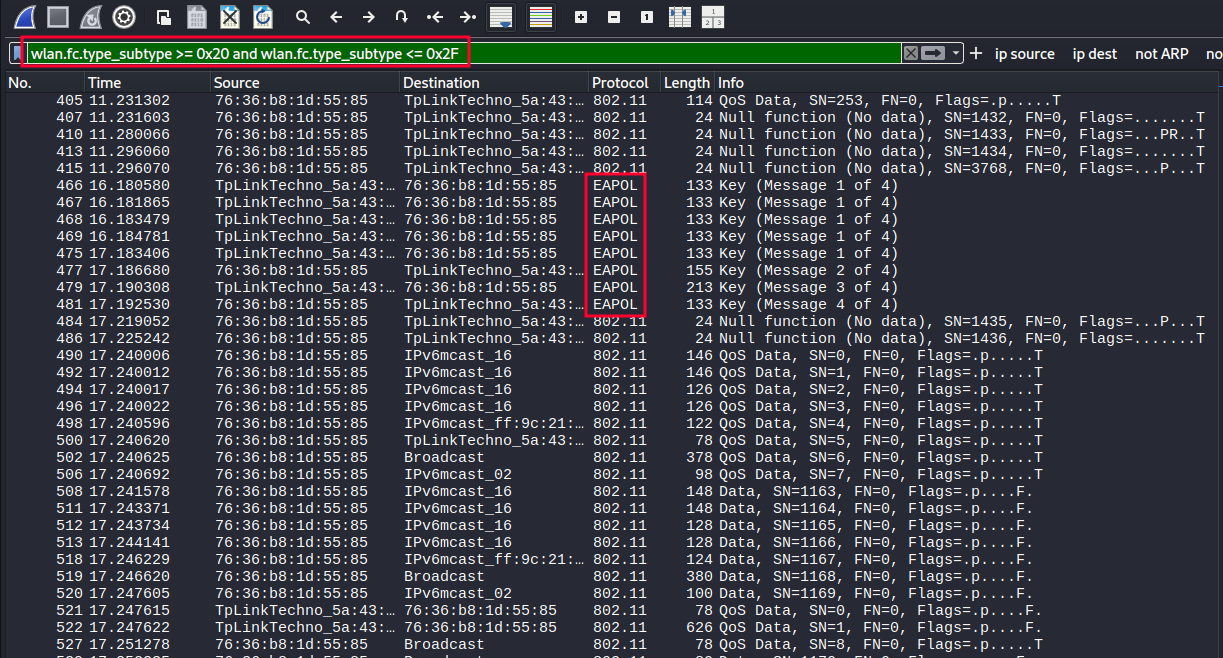 1
1
2 3
wlan.fc.type_subtype >= 0x20 and wlan.fc.type_subtype <= 0x2F + ip source ip dest not ARP no
No. Time Source Destination Protocol Length Info
405 11.231302 76:36:b8:1d:55:85 TpLinkTechno_5a:43:… 802.11 114 QoS Data, SN=253, FN=0, Flags=.p.....T
407 11.231603 76:36:b8:1d:55:85 TpLinkTechno_5a:43:… 802.11 24 Null function (No data), SN=1432, FN=0, Flags=.......T
410 11.280066 76:36:b8:1d:55:85 TpLinkTechno_5a:43:… 802.11 24 Null function (No data), SN=1433, FN=0, Flags=...PR..T
413 11.296060 76:36:b8:1d:55:85 TpLinkTechno_5a:43:… 802.11 24 Null function (No data), SN=1434, FN=0, Flags=.......T
415 11.296070 76:36:b8:1d:55:85 TpLinkTechno_5a:43:… 802.11 24 Null function (No data), SN=3768, FN=0, Flags=...P...T
466 16.180580 TpLinkTechno_5a:43:… 76:36:b8:1d:55:85 EAPOL 133 Key (Message 1 of 4)
467 16.181865 TpLinkTechno_5a:43:… 76:36:b8:1d:55:85 EAPOL 133 Key (Message 1 of 4)
468 16.183479 TpLinkTechno_5a:43:… 76:36:b8:1d:55:85 EAPOL 133 Key (Message 1 of 4)
469 16.184781 TpLinkTechno_5a:43:… 76:36:b8:1d:55:85 EAPOL 133 Key (Message 1 of 4)
475 17.183406 TpLinkTechno_5a:43:… 76:36:b8:1d:55:85 EAPOL 133 Key (Message 1 of 4)
477 17.186680 76:36:b8:1d:55:85 TpLinkTechno_5a:43:… EAPOL 155 Key (Message 2 of 4)
479 17.190308 TpLinkTechno_5a:43:… 76:36:b8:1d:55:85 EAPOL 213 Key (Message 3 of 4)
481 17.192530 76:36:b8:1d:55:85 TpLinkTechno_5a:43:… EAPOL 133 Key (Message 4 of 4)
484 17.219052 76:36:b8:1d:55:85 TpLinkTechno_5a:43:… 802.11 24 Null function (No data), SN=1435, FN=0, Flags=...P...T
486 17.225242 76:36:b8:1d:55:85 TpLinkTechno_5a:43:… 802.11 24 Null function (No data), SN=1436, FN=0, Flags=.......T
490 17.240006 76:36:b8:1d:55:85 IPv6mcast_16 802.11 146 QoS Data, SN=0, FN=0, Flags=.p.....T
492 17.240012 76:36:b8:1d:55:85 IPv6mcast_16 802.11 146 QoS Data, SN=1, FN=0, Flags=.p.....T
494 17.240017 76:36:b8:1d:55:85 IPv6mcast_16 802.11 126 QoS Data, SN=2, FN=0, Flags=.p.....T
496 17.240022 76:36:b8:1d:55:85 IPv6mcast_16 802.11 126 QoS Data, SN=3, FN=0, Flags=.p.....T
498 17.240596 76:36:b8:1d:55:85 IPv6mcast_ff:9c:21:… 802.11 122 QoS Data, SN=4, FN=0, Flags=.p.....T
500 17.240620 76:36:b8:1d:55:85 TpLinkTechno_5a:43:… 802.11 78 QoS Data, SN=5, FN=0, Flags=.p.....T
502 17.240625 76:36:b8:1d:55:85 Broadcast 802.11 378 QoS Data, SN=6, FN=0, Flags=.p.....T
506 17.240692 76:36:b8:1d:55:85 IPv6mcast_02 802.11 98 QoS Data, SN=7, FN=0, Flags=.p.....T
508 17.241578 76:36:b8:1d:55:85 IPv6mcast_16 802.11 148 Data, SN=1163, FN=0, Flags=.p....F.
511 17.243371 76:36:b8:1d:55:85 IPv6mcast_16 802.11 148 Data, SN=1164, FN=0, Flags=.p....F.
512 17.243734 76:36:b8:1d:55:85 IPv6mcast_16 802.11 128 Data, SN=1165, FN=0, Flags=.p....F.
513 17.244141 76:36:b8:1d:55:85 IPv6mcast_16 802.11 128 Data, SN=1166, FN=0, Flags=.p....F.
518 17.246229 76:36:b8:1d:55:85 IPv6mcast_ff:9c:21:… 802.11 124 Data, SN=1167, FN=0, Flags=.p....F.
519 17.246620 76:36:b8:1d:55:85 Broadcast 802.11 380 Data, SN=1168, FN=0, Flags=.p....F.
520 17.247605 76:36:b8:1d:55:85 IPv6mcast_02 802.11 100 Data, SN=1169, FN=0, Flags=.p....F.
521 17.247615 TpLinkTechno_5a:43:… 76:36:b8:1d:55:85 802.11 78 QoS Data, SN=0, FN=0, Flags=.p....F.
522 17.247622 TpLinkTechno_5a:43:… 76:36:b8:1d:55:85 802.11 626 QoS Data, SN=1, FN=0, Flags=.p....F.
527 17.251278 76:36:b8:1d:55:85 Broadcast 802.11 78 QoS Data, SN=8, FN=0, Flags=.p.....T